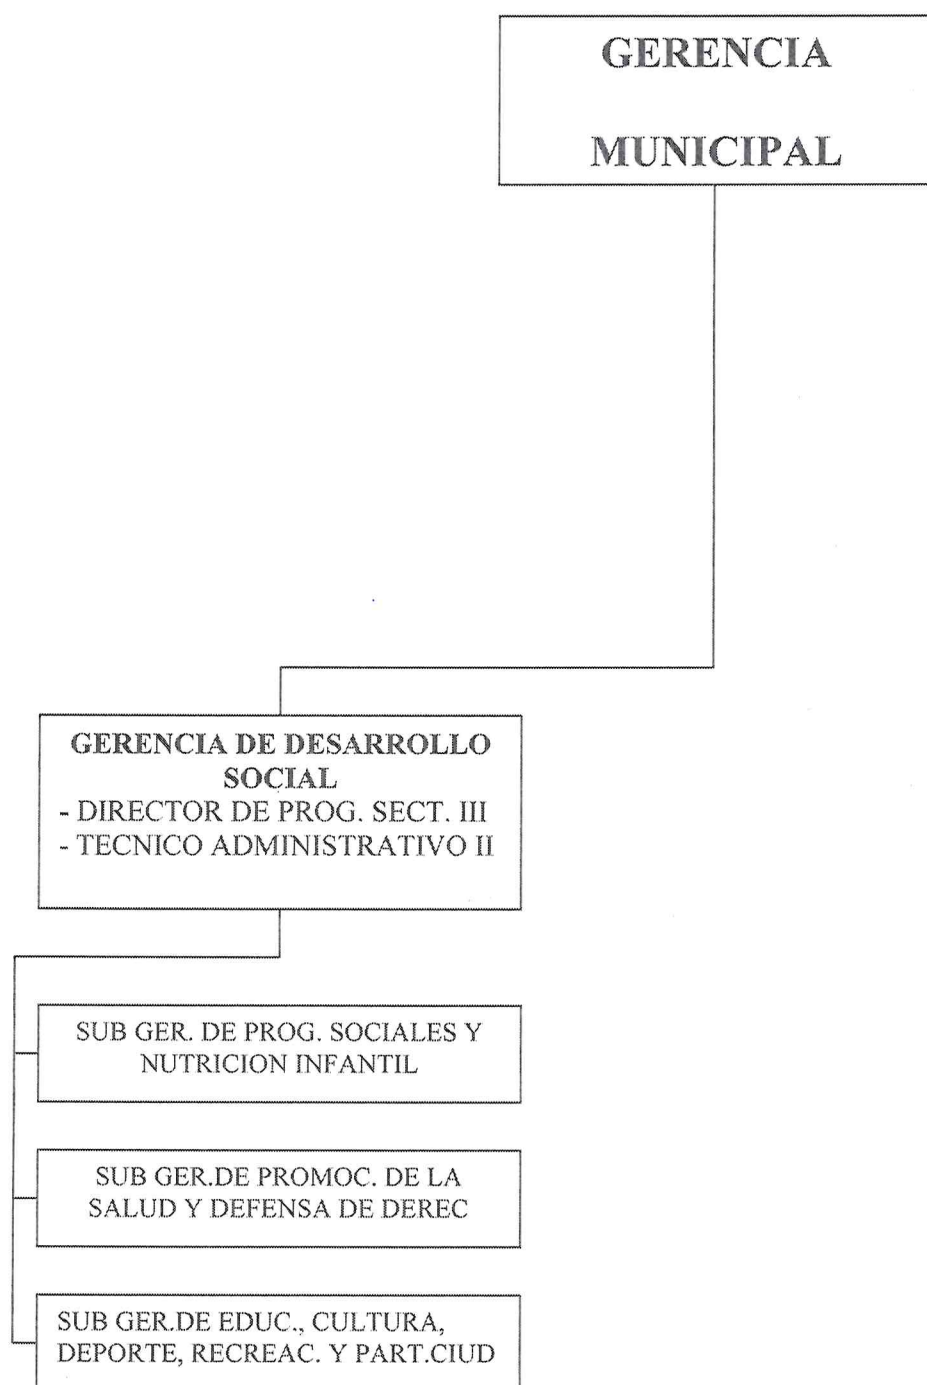 GERENCIA
MUNICIPAL
GERENCIA DE DESARROLLO
SOCIAL
- DIRECTOR DE PROG. SECT. III
- TECNICO ADMINISTRATIVO II
SUB GER. DE PROG. SOCIALES Y
NUTRICION INFANTIL
SUB GER.DE PROMOC. DE LA
SALUD Y DEFENSA DE DEREC
SUB GER.DE EDUC., CULTURA,
DEPORTE, RECREAC. Y PART.CIUD